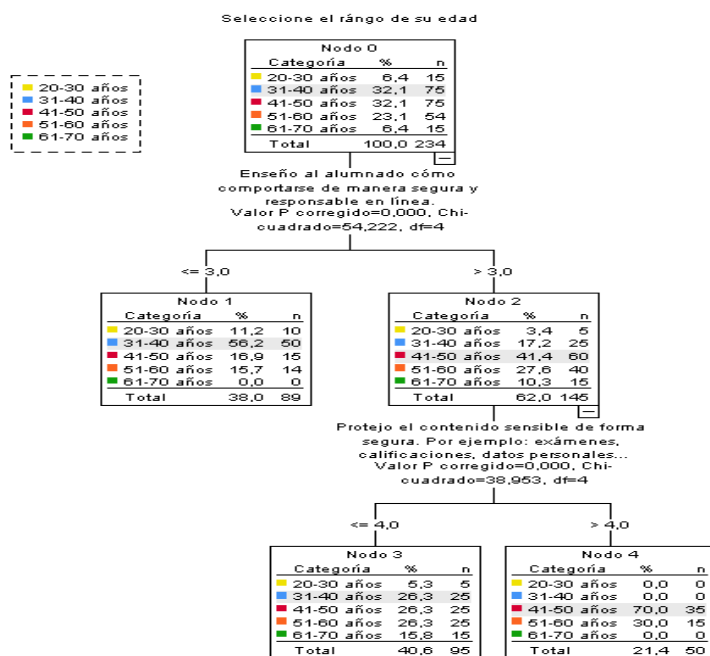 Seleccione el rángo de su edad
20-30 años
31-40 años
41-50 años
51-60 años
61-70 años
Nodo 0
Categoría % n
20-30 años 6,4 15
31-40 años 32,1 75
41-50 años 32,1 75
51-60 años 23,1 54
61-70 años 6,4 15
Total 100,0 234
Enseño al alumnado cómo
comportarse de manera segura y
responsable en línea.
Valor P corregido=0,000, Chi-
cuadrado=54,222, df=4
<= 3,0
> 3,0
Nodo 1
Categoría % n
20-30 años 11,2 10
31-40 años 56,2 50
41-50 años 16,9 15
51-60 años 15,7 14
61-70 años 0,0 0
Total 38,0 89
Nodo 2
Categoría % n
20-30 años 3,4 5
31-40 años 17,2 25
41-50 años 41,4 60
51-60 años 27,6 40
61-70 años 10,3 15
Total 62,0 145
Protejo el contenido sensible de forma
segura. Por ejemplo: exámenes,
calificaciones, datos personales...
Valor P corregido=0,000, Chi-
cuadrado=38,953, df=4
<= 4,0
> 4,0
Nodo 3
Categoría % n
20-30 años 5,3 5
31-40 años 26,3 25
41-50 años 26,3 25
51-60 años 26,3 25
61-70 años 15,8 15
Total 40,6 95
Nodo 4
Categoría % n
20-30 años 0,0 0
31-40 años 0,0 0
41-50 años 70,0 35
51-60 años 30,0 15
61-70 años 0,0 0
Total 21,4 50